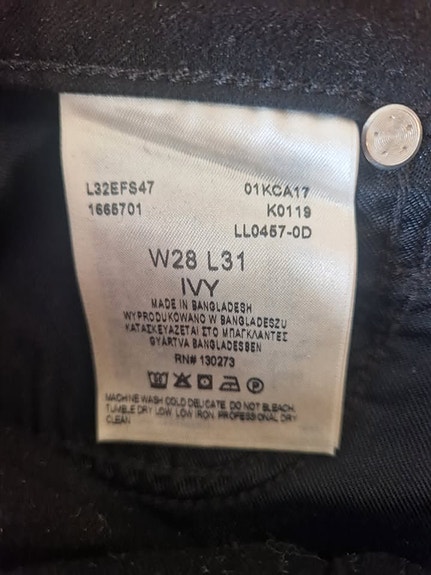 L32EFS47 01KCA17
1665701 K0119
LL0457-0D
W28 L31
IVY
MADE IN BANGLADESH
WYPRODUKOWANO W BANGLADESZU
ΚΑΤΑΣΚΕΥΑΖΕΤΑΙ ΣΤΟ ΜΠΑΓΚΛΑΝΤΕΣ
GYÁRTVA BANGLADESBEN
RN# 130273
MACHINE WASH COLD DELICATE. DO NOT BLEACH.
TUMBLE DRY LOW. LOW IRON. PROFESSIONAL DRY
CLEAN